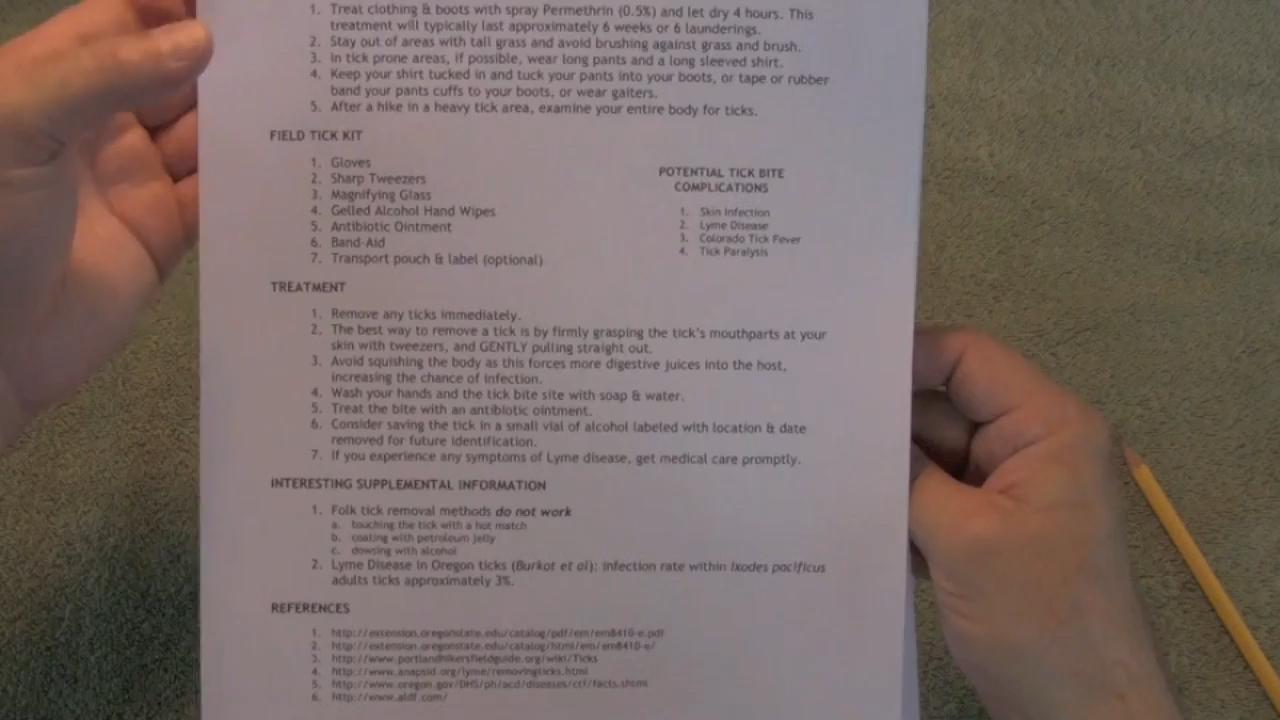 1. Treat clothing & boots with spray Permethrin (0.5%) and let dry 4 hours. This
treatment will typically last approximately 6 weeks or 6 launderings.
2. Stay out of areas with tall grass and avoid brushing against grass and brush.
3. In tick prone areas, if possible, wear long pants and a long sleeved shirt.
4. Keep your shirt tucked in and tuck your pants into your boots, or tape or rubber
band your pants cuffs to your boots, or wear gaiters.
5. After a hike in a heavy tick area, examine your entire body for ticks.
FIELD TICK KIT
1. Gloves
2. Sharp Tweezers
3. Magnifying Glass
4. Gelled Alcohol Hand Wipes
5. Antibiotic Ointment
6. Band-Aid
7. Transport pouch & label (optional)
POTENTIAL TICK BITE
COMPLICATIONS
1. Skin Infection
2. Lyme Disease
3. Colorado Tick Fever
4. Tick Paralysis
TREATMENT
1. Remove any ticks immediately.
2. The best way to remove a tick is by firmly grasping the tick's mouthparts at your
skin with tweezers, and GENTLY pulling straight out.
3. Avoid squishing the body as this forces more digestive juices into the host,
increasing the chance of infection.
4. Wash your hands and the tick bite site with soap & water.
5. Treat the bite with an antibiotic ointment.
6. Consider saving the tick in a small vial of alcohol labeled with location & date
removed for future identification.
7. If you experience any symptoms of Lyme disease, get medical care promptly.
INTERESTING SUPPLEMENTAL INFORMATION
1. Folk tick removal methods do not work
a. touching the tick with a hot match
b. coating with petroleum jelly
c. dowsing with alcohol
2. Lyme Disease in Oregon ticks (Burkot et al): infection rate within Ixodes pacificus
adults ticks approximately 3%.
REFERENCES
1. http://extension.oregonstate.edu/catalog/pdf/em/em8410-e.pdf
2. http://extension.oregonstate.edu/catalog/html/em/em8410-e/
3. http://www.portlandhikersfieldguide.org/wiki/Ticks
4. http://www.anapsid.org/lyme/removingticks.html
5. http://www.oregon.gov/DHS/ph/acd/diseases/ctf/facts.shtml
6. http://www.aldf.com/